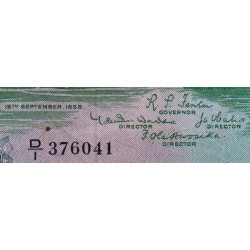 15TH SEPTEMBER, 1958
GOVERNOR
DIRECTOR DIRECTOR
DIRECTOR
D/1 376041